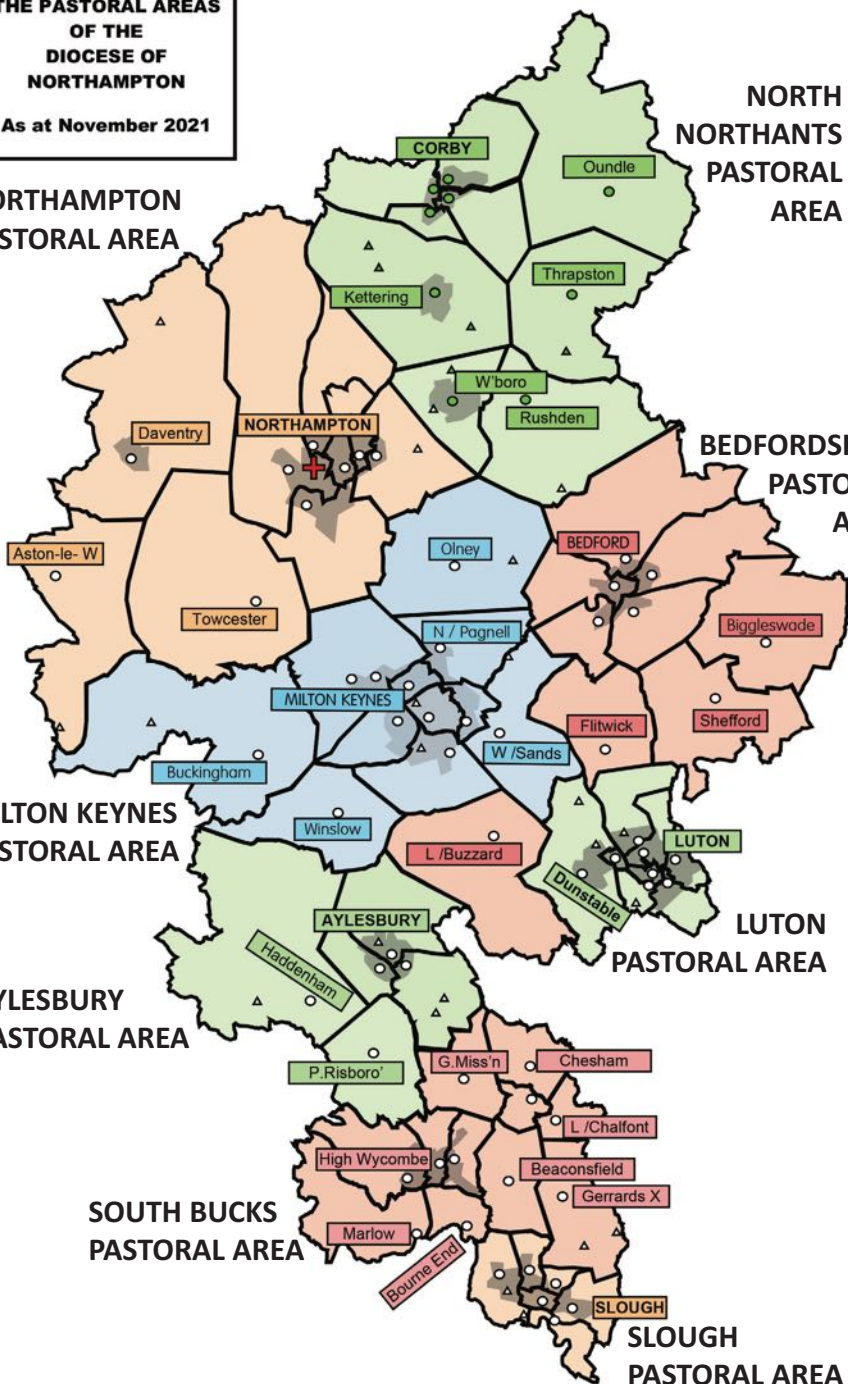 THE PASTORAL AREAS
OF THE
DIOCESE OF
NORTHAMPTON
As at November 2021
NORTH
NORTHANTS
PASTORAL
AREA
CORBY
Oundle
ORTHAMPTON
ASTORAL AREA
Thrapston
Kettering
W'boro
Rushden
Daventry
NORTHAMPTON
BEDFORDSH
PASTO
A
Aston-le- W
Olney
BEDFORD
Towcester
N / Pagnell
Biggleswade
MILTON KEYNES
Flitwick
Shefford
W /Sands
Buckingham
LTON KEYNES
ASTORAL AREA
Winslow
L /Buzzard
LUTON
Dunstable
AYLESBURY
LUTON
PASTORAL AREA
Haddenham
YLESBURY
ASTORAL AREA
P.Risboro'
G.Miss'n
Chesham
L /Chalfont
High Wycombe
Beaconsfield
Gerrards X
SOUTH BUCKS
PASTORAL AREA
Marlow
Bourne End
SLOUGH
SLOUGH
PASTORAL AREA